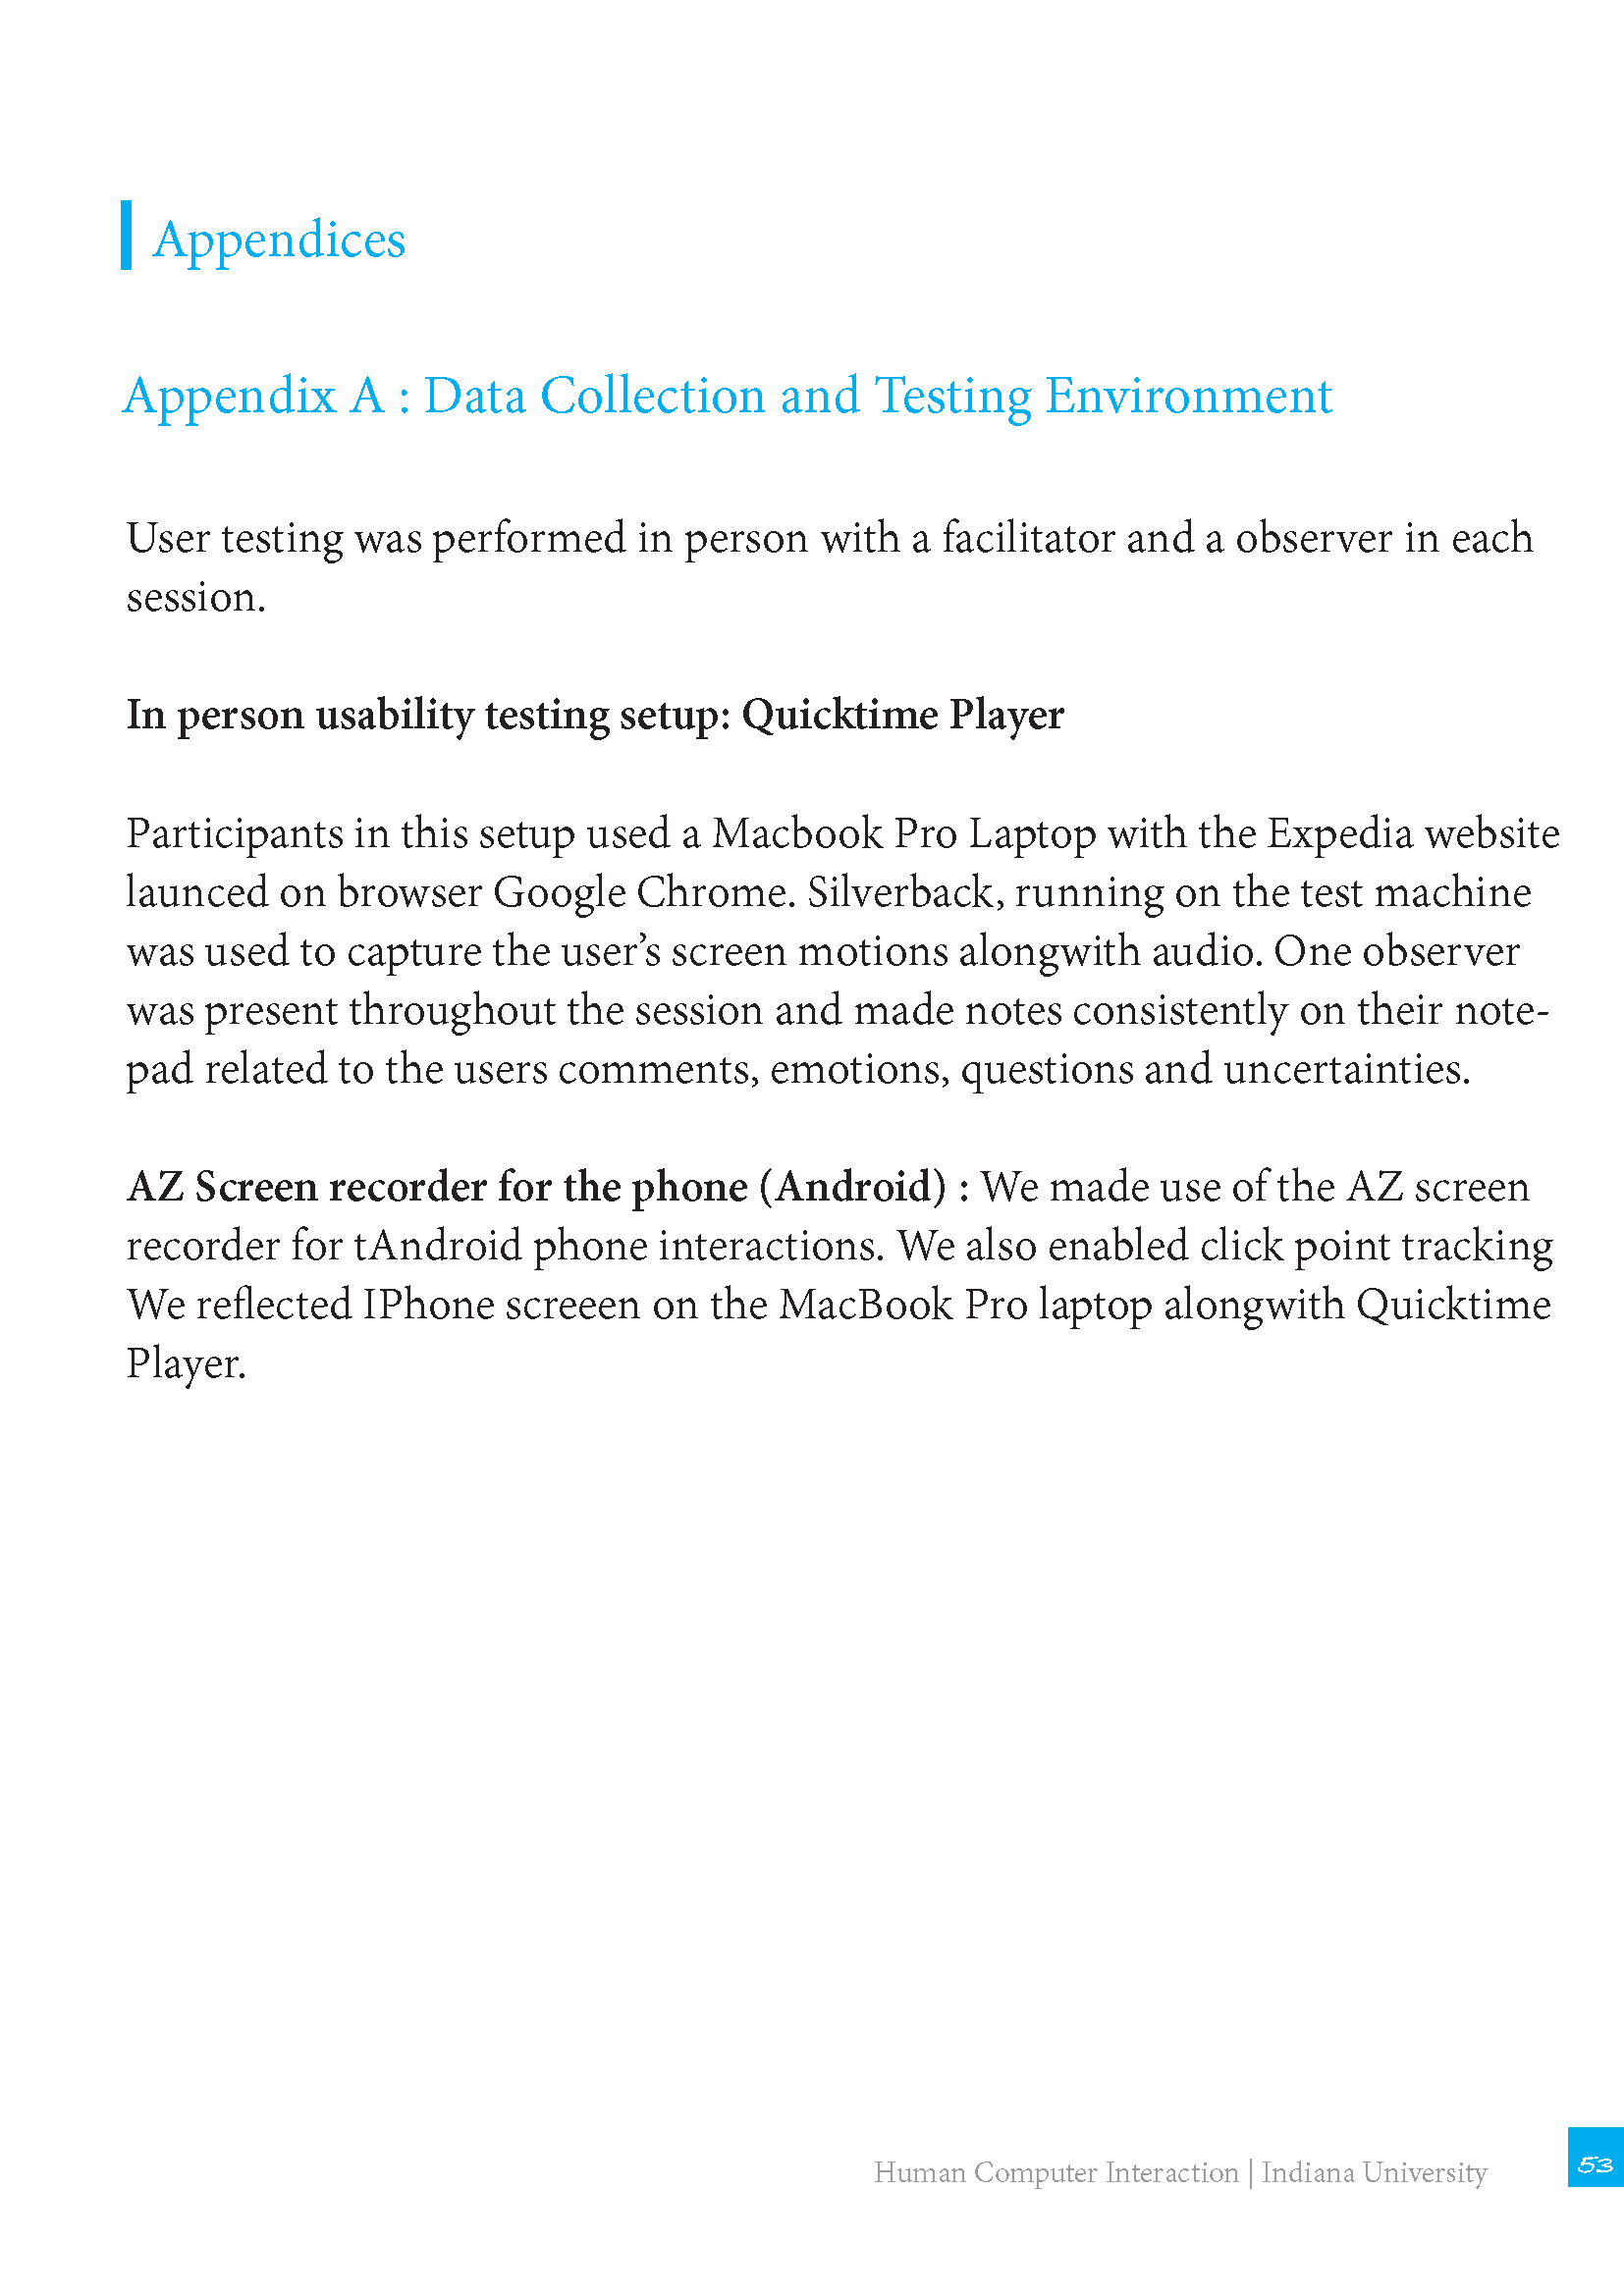 Appendices
Appendix A : Data Collection and Testing Environment
User testing was performed in person with a facilitator and a observer in each
session.
In person usability testing setup: Quicktime Player
Participants in this setup used a Macbook Pro Laptop with the Expedia website
launced on browser Google Chrome. Silverback, running on the test machine
was used to capture the user’s screen motions alongwith audio. One observer
was present throughout the session and made notes consistently on their note-
pad related to the users comments, emotions, questions and uncertainties.
AZ Screen recorder for the phone (Android) : We made use of the AZ screen
recorder for tAndroid phone interactions. We also enabled click point tracking
We reflected IPhone screeen on the MacBook Pro laptop alongwith Quicktime
Player.
Human Computer Interaction | Indiana University
53